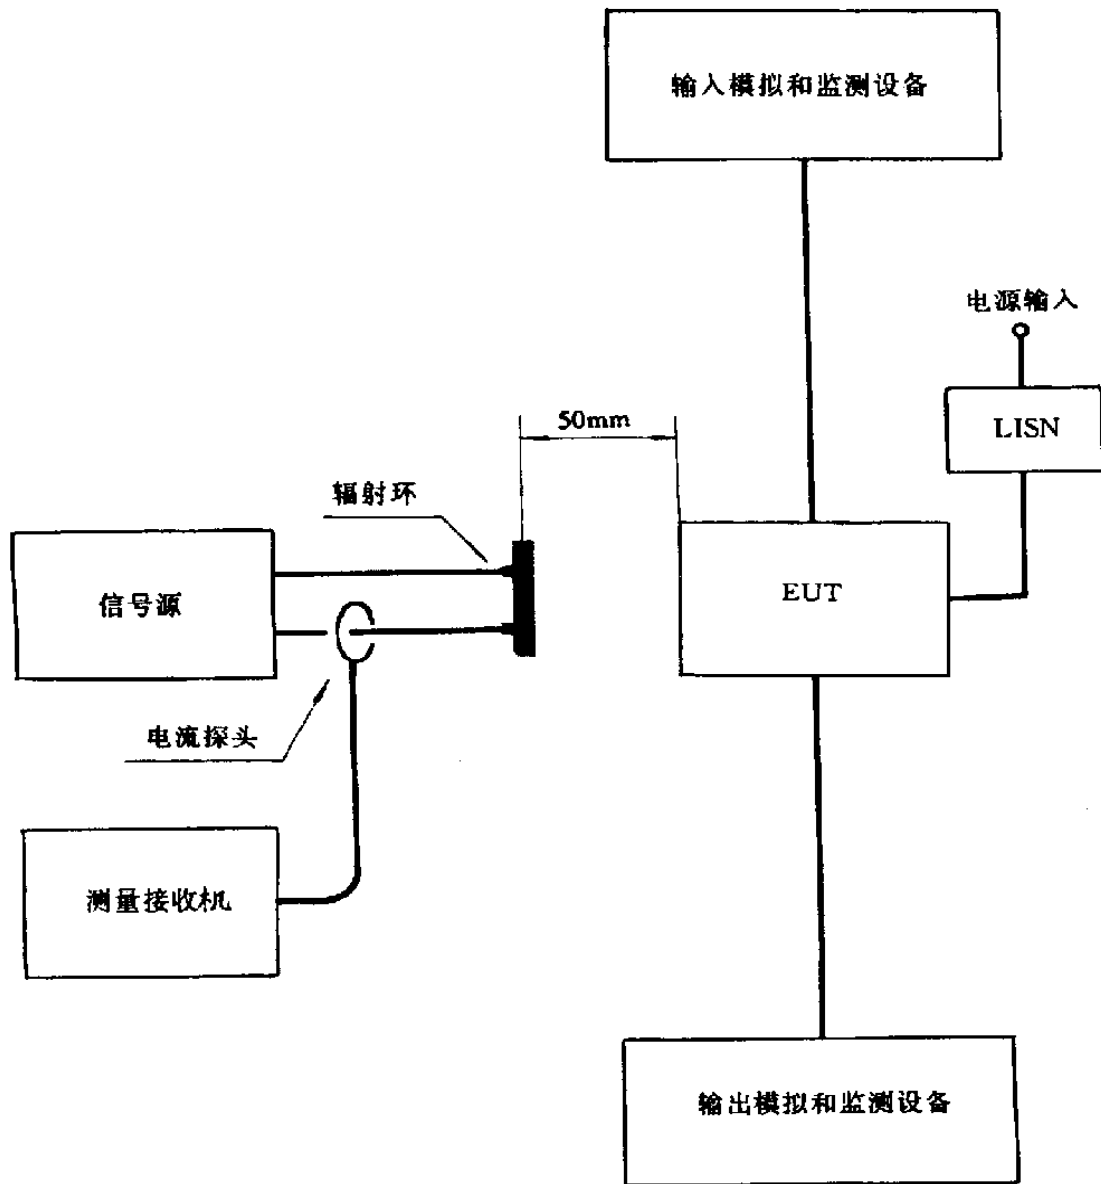 输入模拟和监测设备
电源输入
LISN
50mm
辐射环
信号源
EUT
电流探头
测量接收机
输出模拟和监测设备